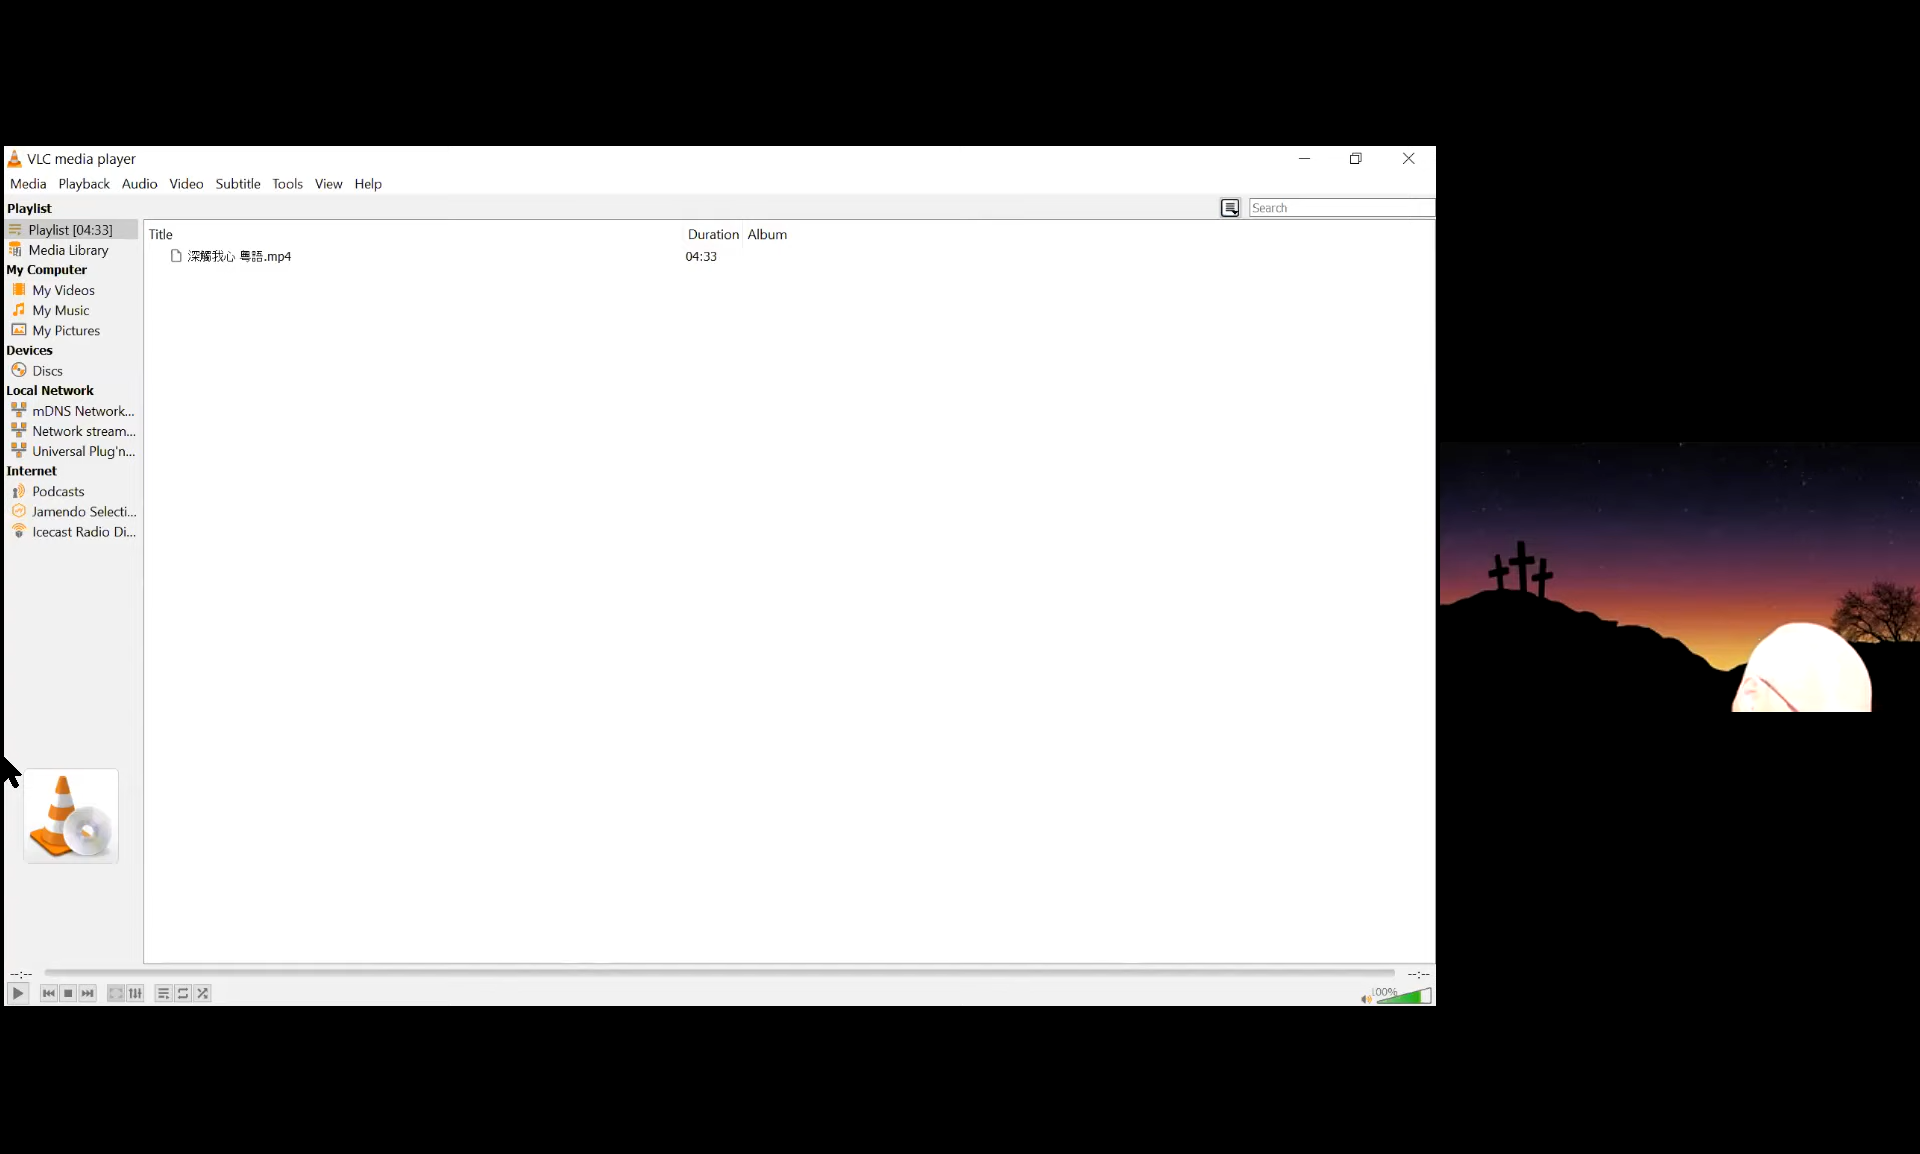 VLC media player
Media Playback Audio Video Subtitle Tools View Help
Playlist
Search
Playlist [04:33]
Media Library
My Computer
My Videos
My Music
My Pictures
Devices
Discs
Local Network
mDNS Network...
Network stream...
Universal Plug'n...
Internet
Podcasts
Jamendo Selecti...
Icecast Radio Di...
Title Duration Album
深觸我心 粵語.mp4 04:33
--:-- --:--
100%